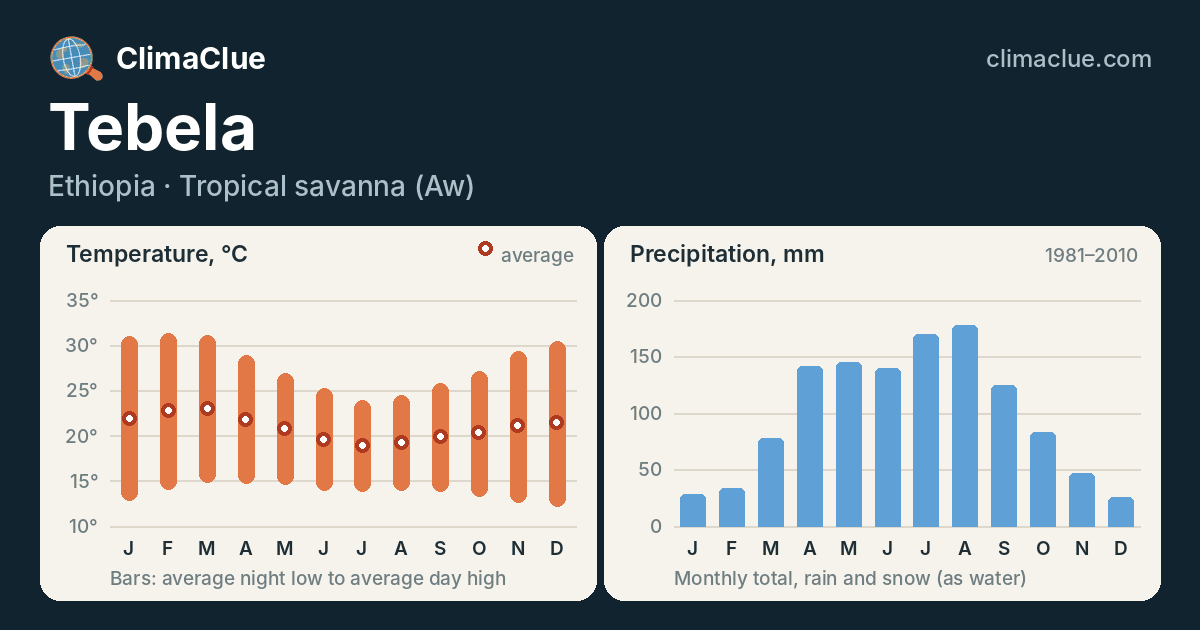 ClimaClue
climaclue.com
Tebela
Ethiopia · Tropical savanna (Aw)
Temperature, °C
average
35°
30°
25°
20°
15°
10°
J F M A M J J A S O N D
Bars: average night low to average day high
Precipitation, mm
1981–2010
200
150
100
50
0
J F M A M J J A S O N D
Monthly total, rain and snow (as water)